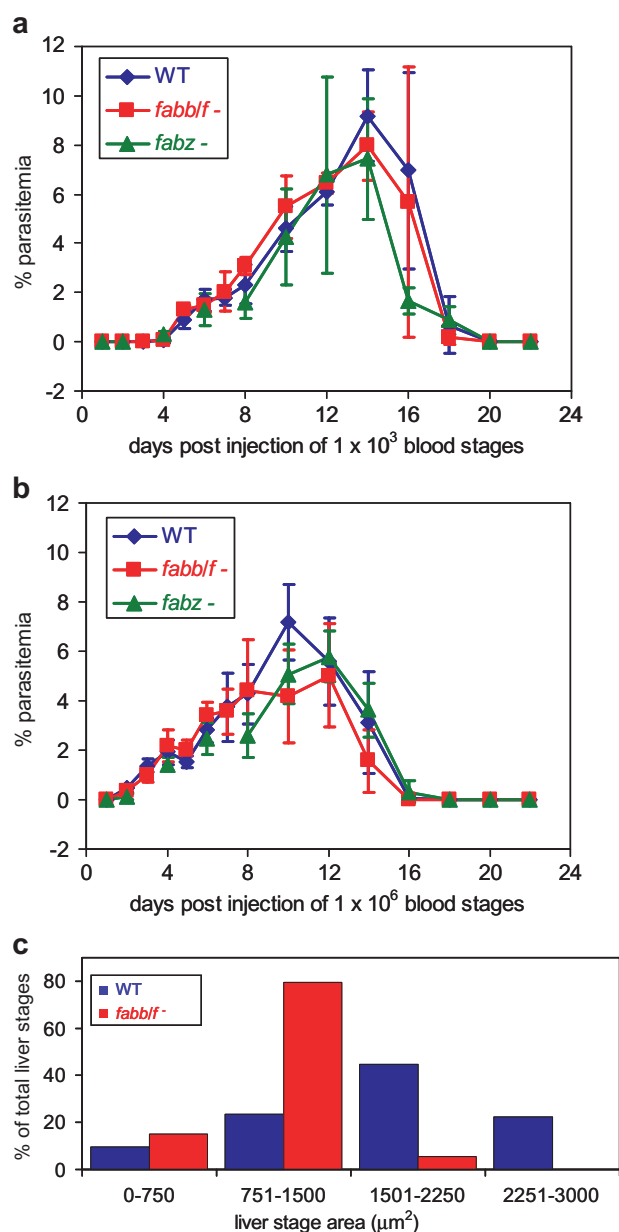 a
12
10
8
6
4
2
0
-2
% parasitemia
WT
fabb/f -
fabz -
0 4 8 12 16 20 24
days post injection of 1 x 10³ blood stages
b
12
10
8
6
4
2
0
-2
% parasitemia
WT
fabb/f -
fabz -
0 4 8 12 16 20 24
days post injection of 1 x 10⁶ blood stages
c
80
60
40
20
0
% of total liver stages
WT
fabb/f -
0-750 751-1500 1501-2250 2251-3000
liver stage area (μm²)